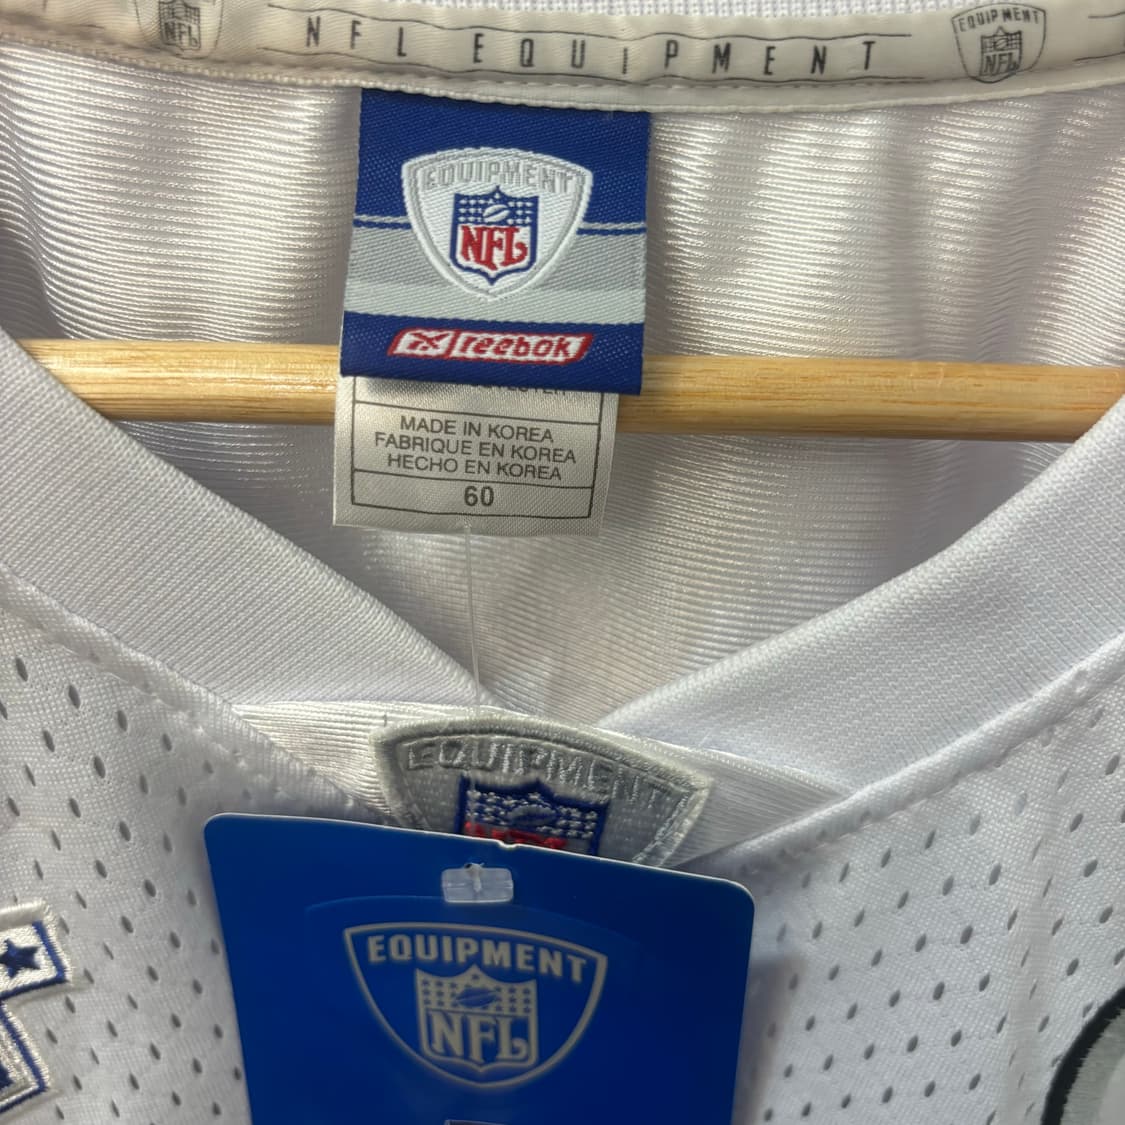 NFL
NFL EQUIPMENT
EQUIPMENT
NFL
EQUIPMENT
NFL
reebok
MADE IN KOREA
FABRIQUE EN KOREA
HECHO EN KOREA
60
EQUIPMENT
EQUIPMENT
NFL